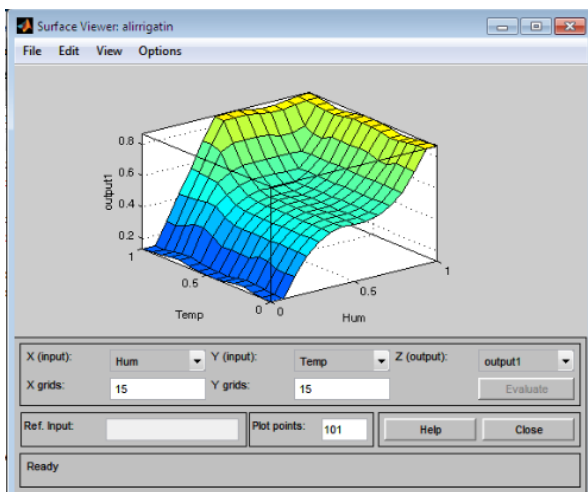 Surface Viewer: alirrigatin
File Edit View Options
0.8
0.6
0.4
0.2
output1
1
0.5
0
Temp
0
0.5
1
Hum
X (input): Hum Y (input): Temp Z (output): output1
X grids: 15 Y grids: 15 Evaluate
Ref. Input: Plot points: 101 Help Close
Ready